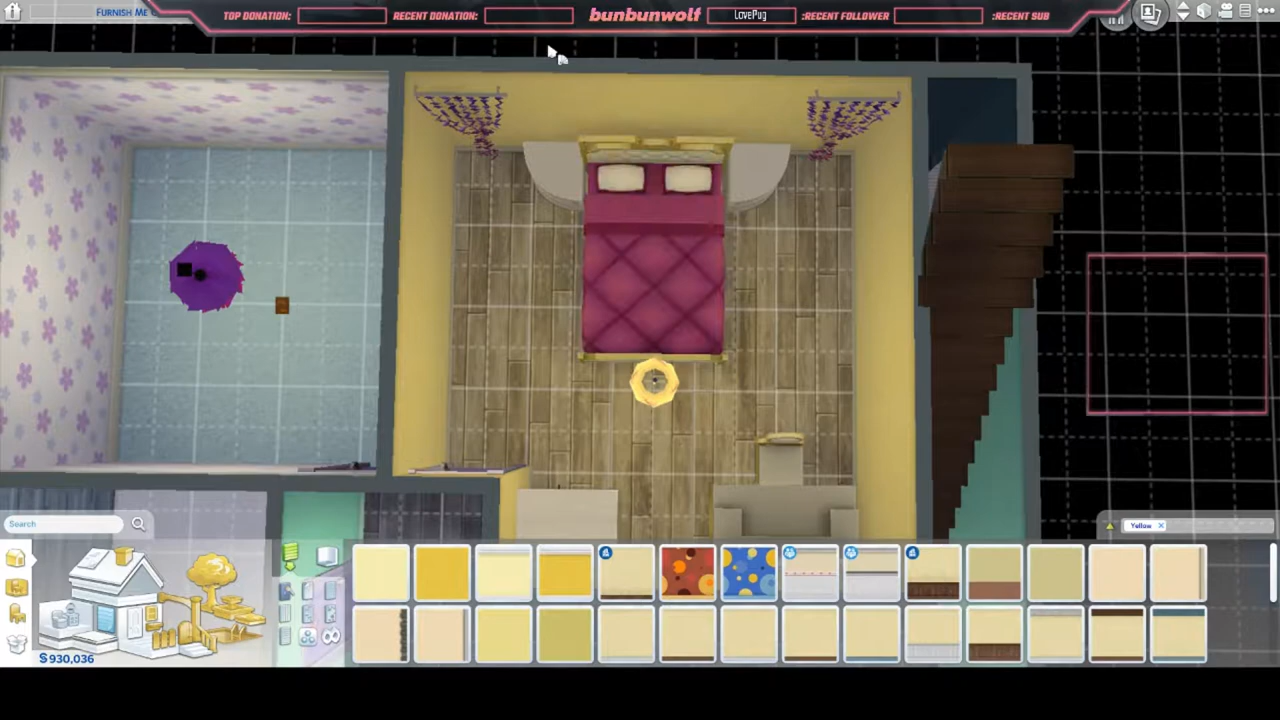 FURNISH ME
TOP DONATION:
RECENT DONATION:
bunbunwolf
LovePug
:RECENT FOLLOWER
:RECENT SUB
Search
Yellow
$930,036